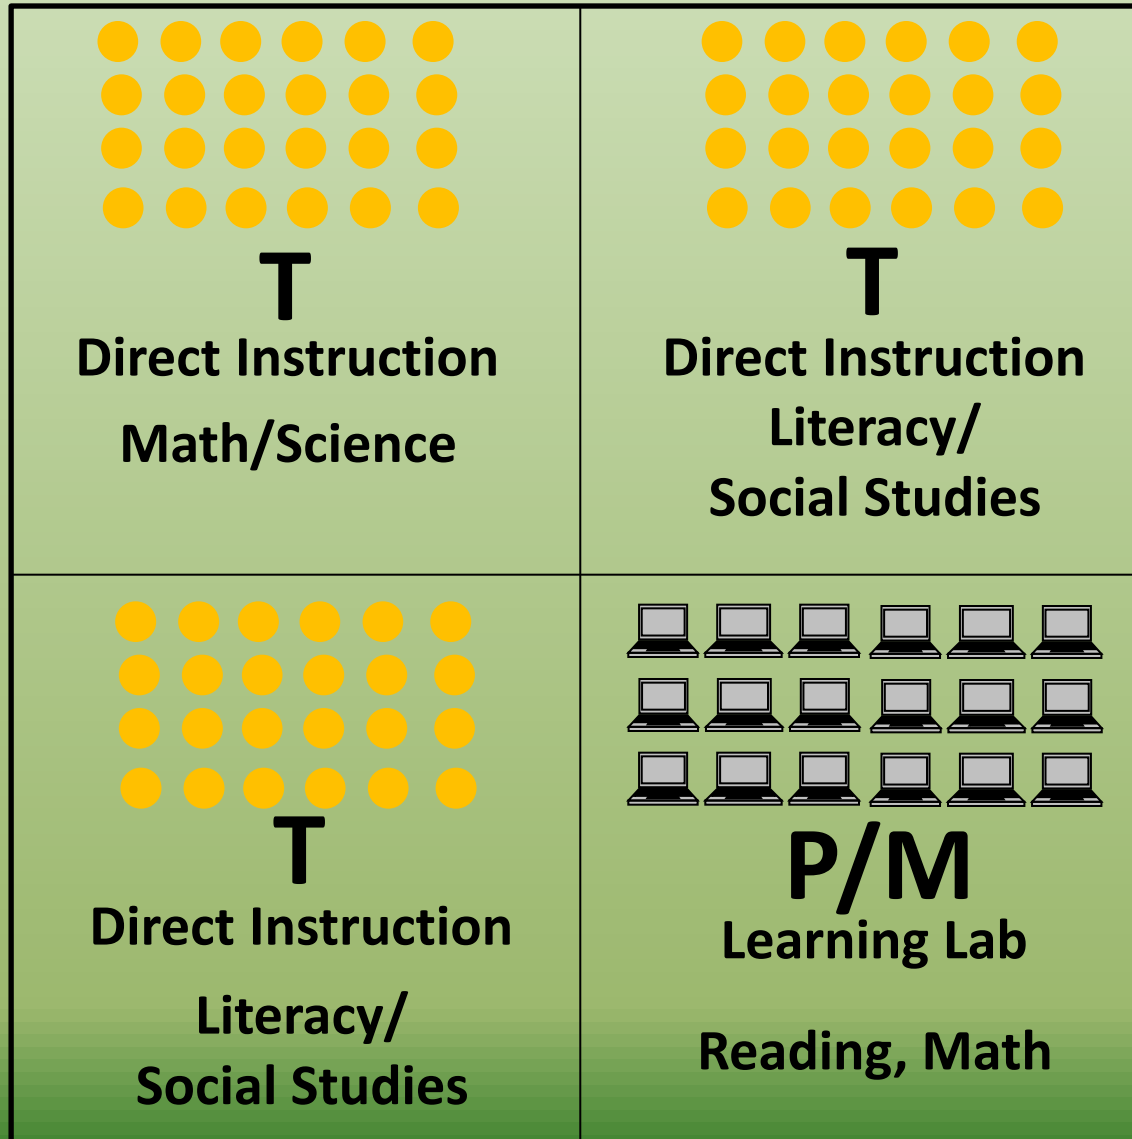 T
Direct Instruction
Math/Science
T
Direct Instruction
Literacy/
Social Studies
T
Direct Instruction
Literacy/
Social Studies
P/M
Learning Lab
Reading, Math